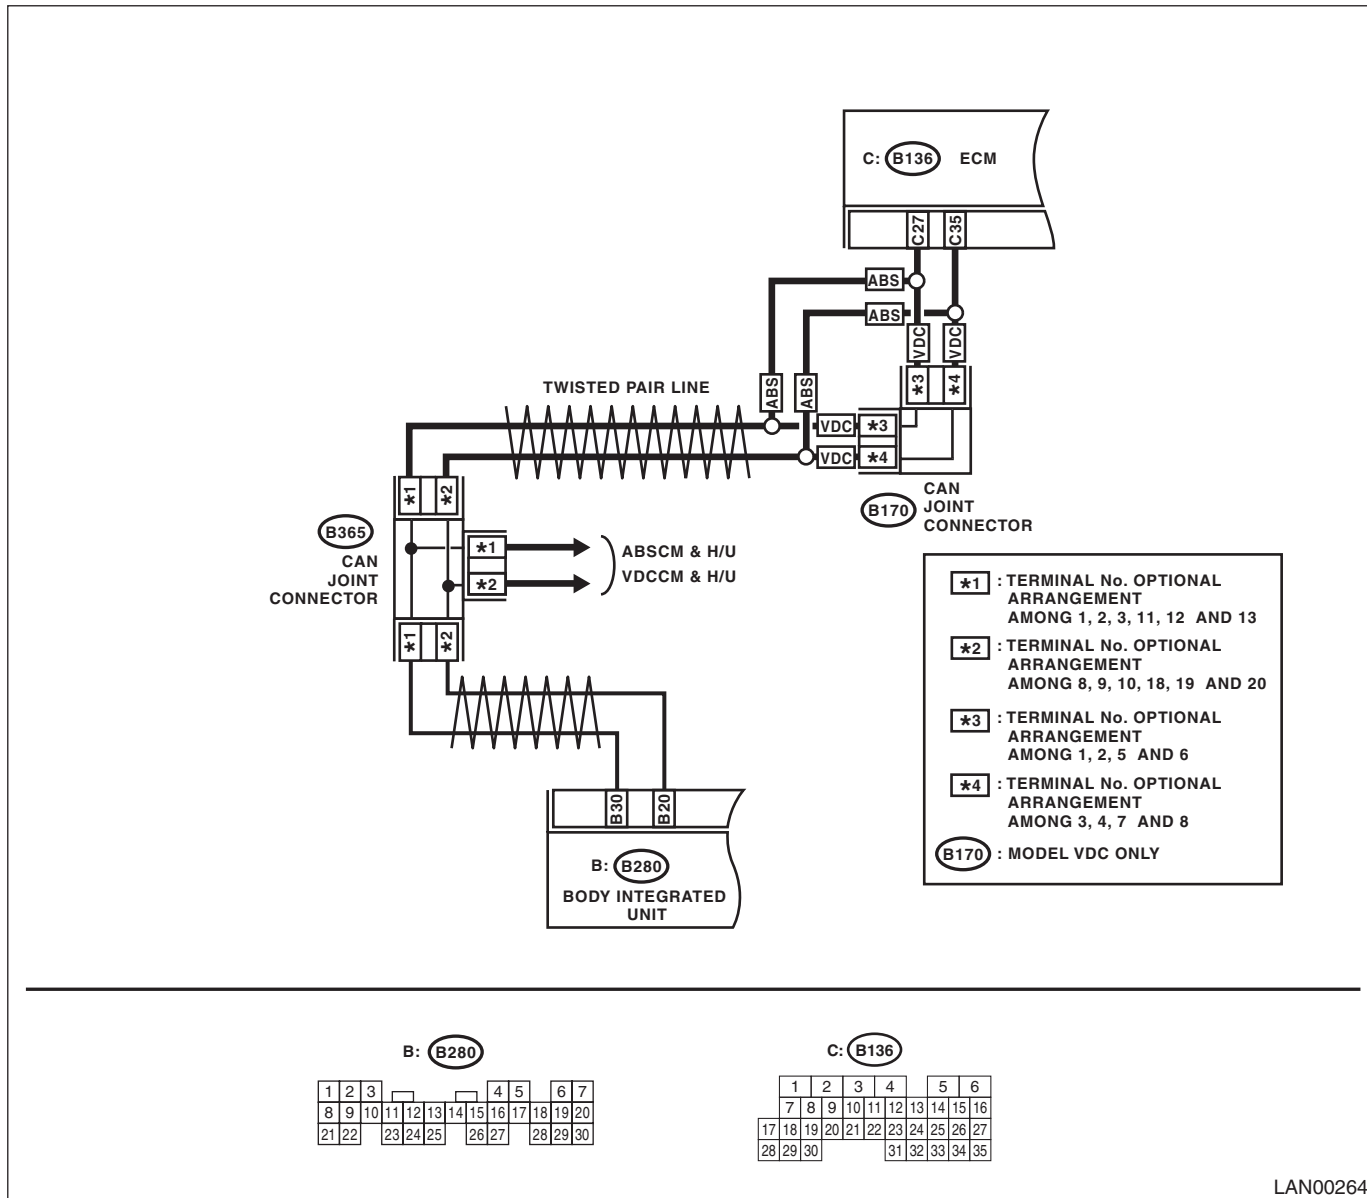 C: B136 ECM
C27
C35
ABS
ABS
VDC
VDC
*3
*4
ABS
ABS
TWISTED PAIR LINE
VDC
*3
VDC
*4
B170
CAN
JOINT
CONNECTOR
*1
*2
B365
CAN
JOINT
CONNECTOR
*1
*2
ABSCM & H/U
VDCCM & H/U
*1
*2
*1 : TERMINAL No. OPTIONAL
ARRANGEMENT
AMONG 1, 2, 3, 11, 12 AND 13
*2 : TERMINAL No. OPTIONAL
ARRANGEMENT
AMONG 8, 9, 10, 18, 19 AND 20
*3 : TERMINAL No. OPTIONAL
ARRANGEMENT
AMONG 1, 2, 5 AND 6
*4 : TERMINAL No. OPTIONAL
ARRANGEMENT
AMONG 3, 4, 7 AND 8
B170 : MODEL VDC ONLY
B30
B20
B: B280
BODY INTEGRATED
UNIT
B: B280
1 2 3 4 5 6 7
8 9 10 11 12 13 14 15 16 17 18 19 20
21 22 23 24 25 26 27 28 29 30
C: B136
1 2 3 4 5 6
7 8 9 10 11 12 13 14 15 16
17 18 19 20 21 22 23 24 25 26 27
28 29 30 31 32 33 34 35
LAN00264